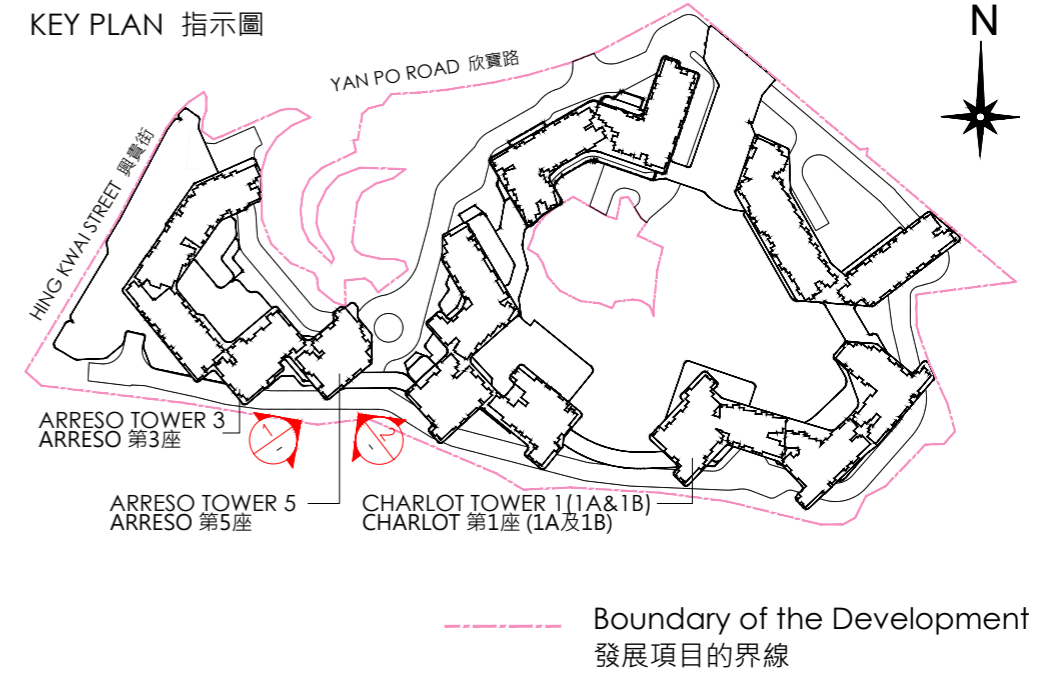 KEY PLAN 指示圖
N
YAN PO ROAD 欣寶路
HING KWAI STREET 興貴街
ARRESO TOWER 3
ARRESO 第3座
1
-
2
-
ARRESO TOWER 5
ARRESO 第5座
CHARLOT TOWER 1(1A&1B)
CHARLOT 第1座 (1A及1B)
Boundary of the Development
發展項目的界線